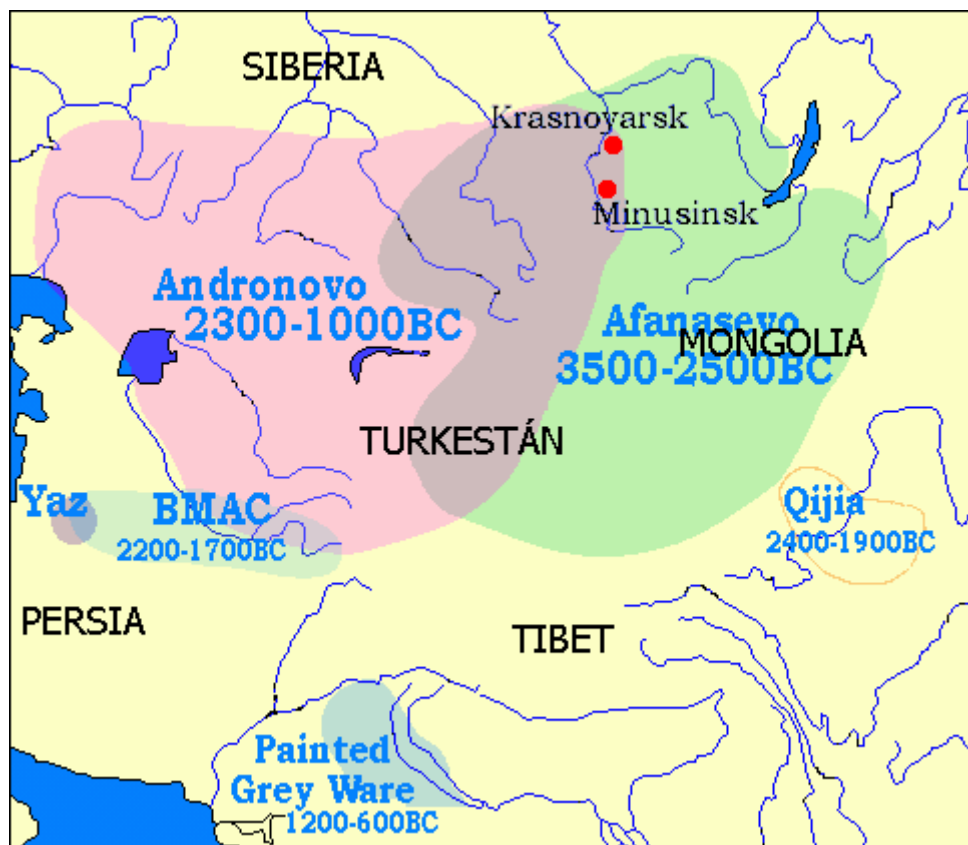 SIBERIA
Krasnoyarsk
Minusinsk
Andronovo
2300-1000BC
Afanasevo
3500-2500BC
MONGOLIA
TURKESTÁN
Yaz
BMAC
2200-1700BC
Qijia
2400-1900BC
PERSIA
TIBET
Painted
Grey Ware
1200-600BC